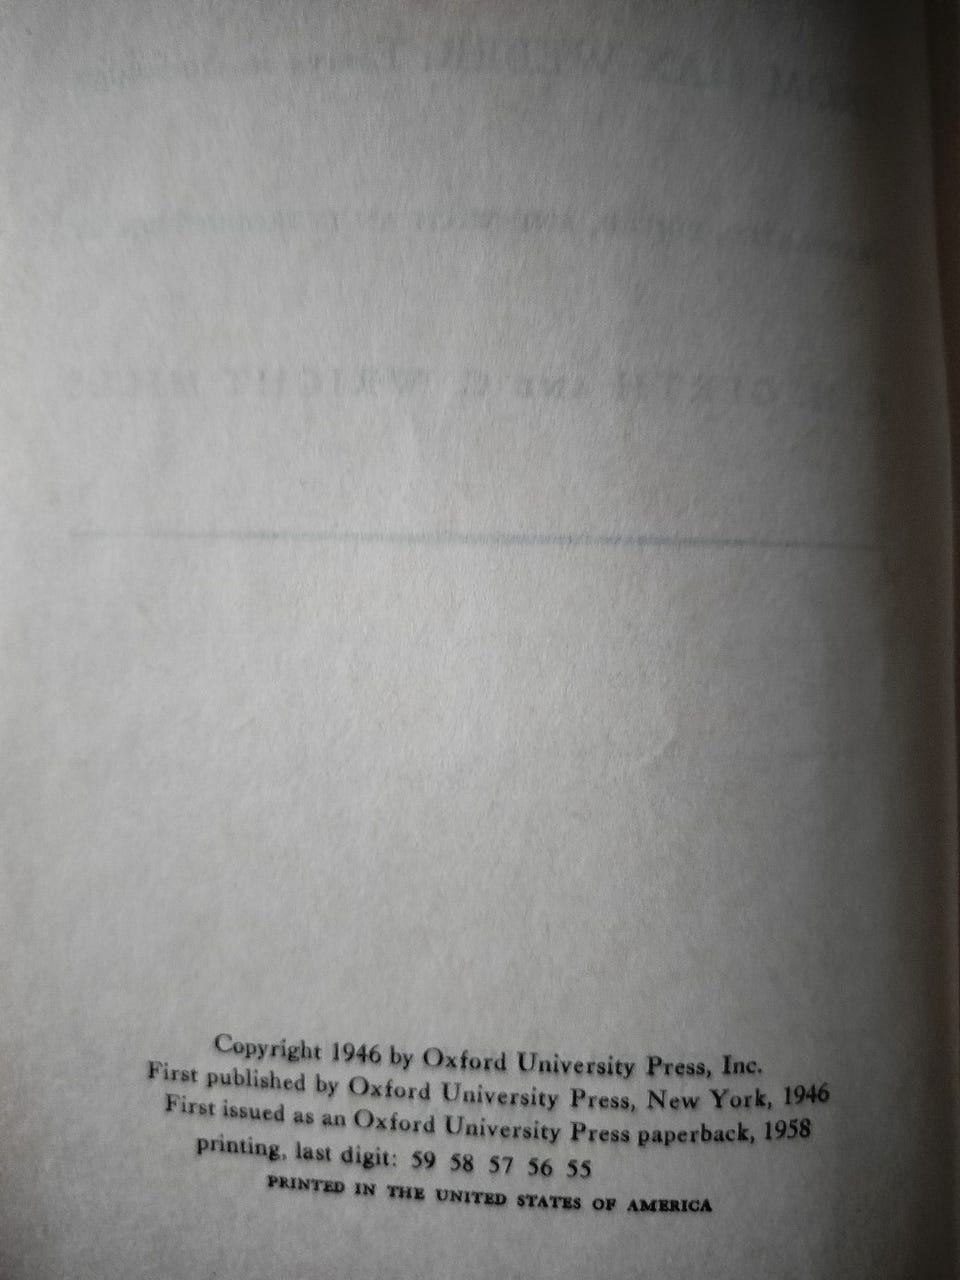 Copyright 1946 by Oxford University Press, Inc.
First published by Oxford University Press, New York, 1946
First issued as an Oxford University Press paperback, 1958
printing, last digit: 59 58 57 56 55
PRINTED IN THE UNITED STATES OF AMERICA